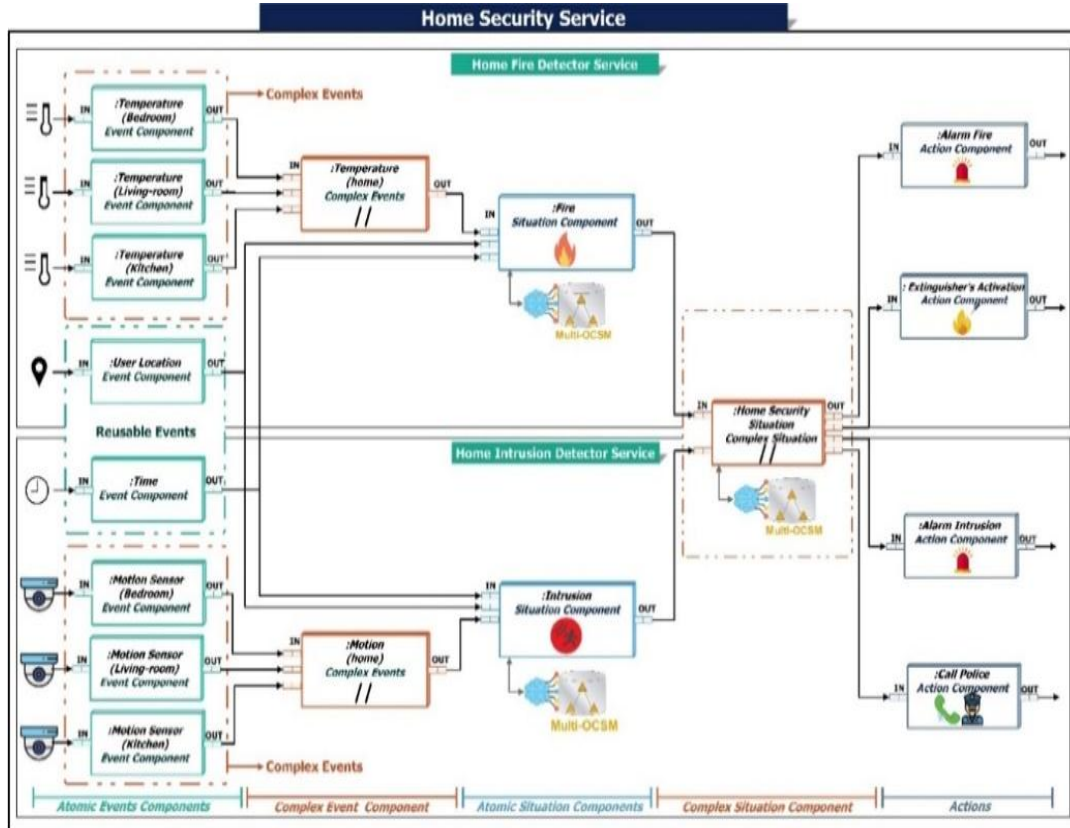 Home Security Service
Home Fire Detector Service
Complex Events
IN
:Temperature
(Bedroom)
Event Component
OUT
IN
:Temperature
(Living-room)
Event Component
OUT
IN
:Temperature
(Kitchen)
Event Component
OUT
IN
:Temperature
(home)
Complex Events
//
OUT
IN
:Fire
Situation Component
OUT
Multi-OCSM
IN
:Alarm Fire
Action Component
OUT
IN
: Extinguisher's Activation
Action Component
OUT
IN
:User Location
Event Component
OUT
Reusable Events
IN
:Time
Event Component
OUT
Home Intrusion Detector Service
IN
:Home Security
Situation
Complex Situation
//
OUT
Multi-OCSM
IN
:Motion Sensor
(Bedroom)
Event Component
OUT
IN
:Motion Sensor
(Living-room)
Event Component
OUT
IN
:Motion Sensor
(Kitchen)
Event Component
OUT
IN
:Motion
(home)
Complex Events
//
OUT
IN
:Intrusion
Situation Component
OUT
Multi-OCSM
IN
:Alarm Intrusion
Action Component
OUT
IN
:Call Police
Action Component
OUT
Complex Events
Atomic Events Components
Complex Event Component
Atomic Situation Components
Complex Situation Component
Actions